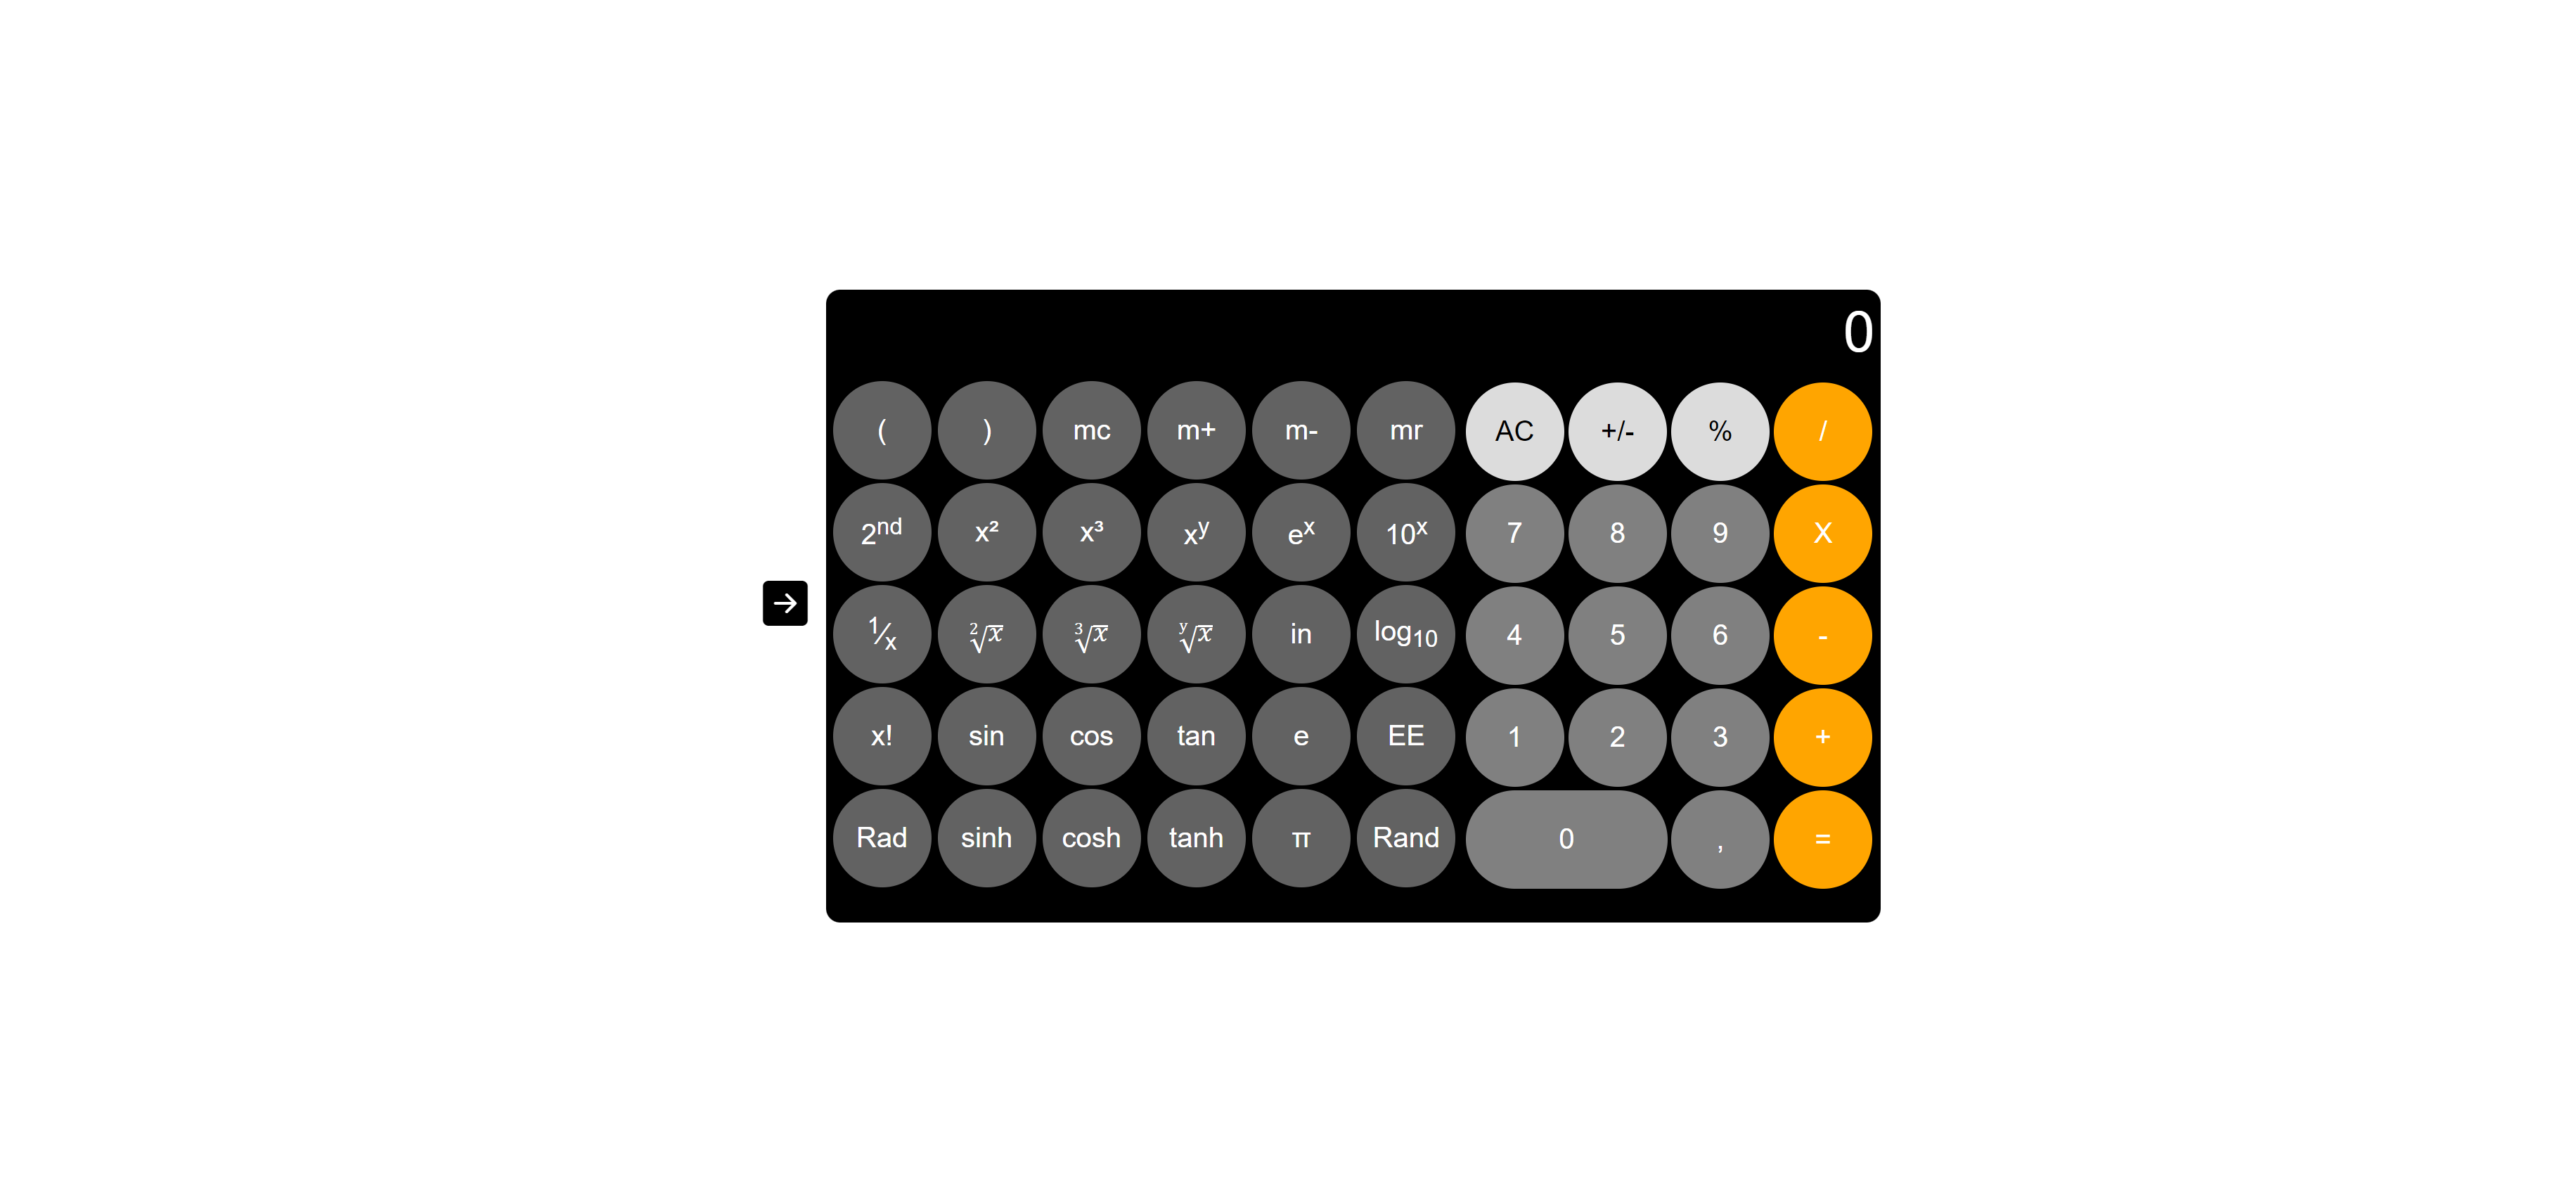 0
( ) mc m+ m- mr AC +/- % /
2nd x² x³ xy ex 10x 7 8 9 X
1/x 2√x 3√x y√x in log10 4 5 6 -
x! sin cos tan e EE 1 2 3 +
Rad sinh cosh tanh π Rand 0 , =